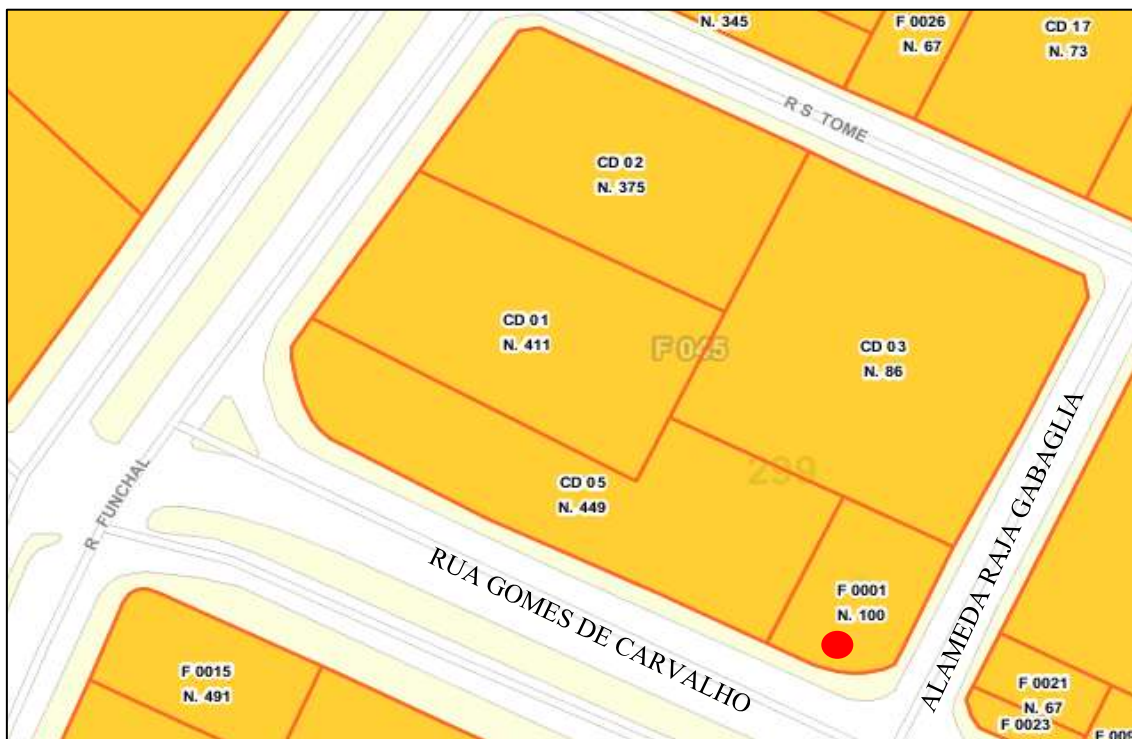 N. 345
F 0026
N. 67
CD 17
N. 73
R S TOME
CD 02
N. 375
CD 01
N. 411
CD 03
N. 86
299
CD 05
N. 449
F 0001
N. 100
R. FUNCHAL
RUA GOMES DE CARVALHO
ALAMEDA RAJA GABAGLIA
F 0015
N. 491
F 0021
N. 67
F 0023